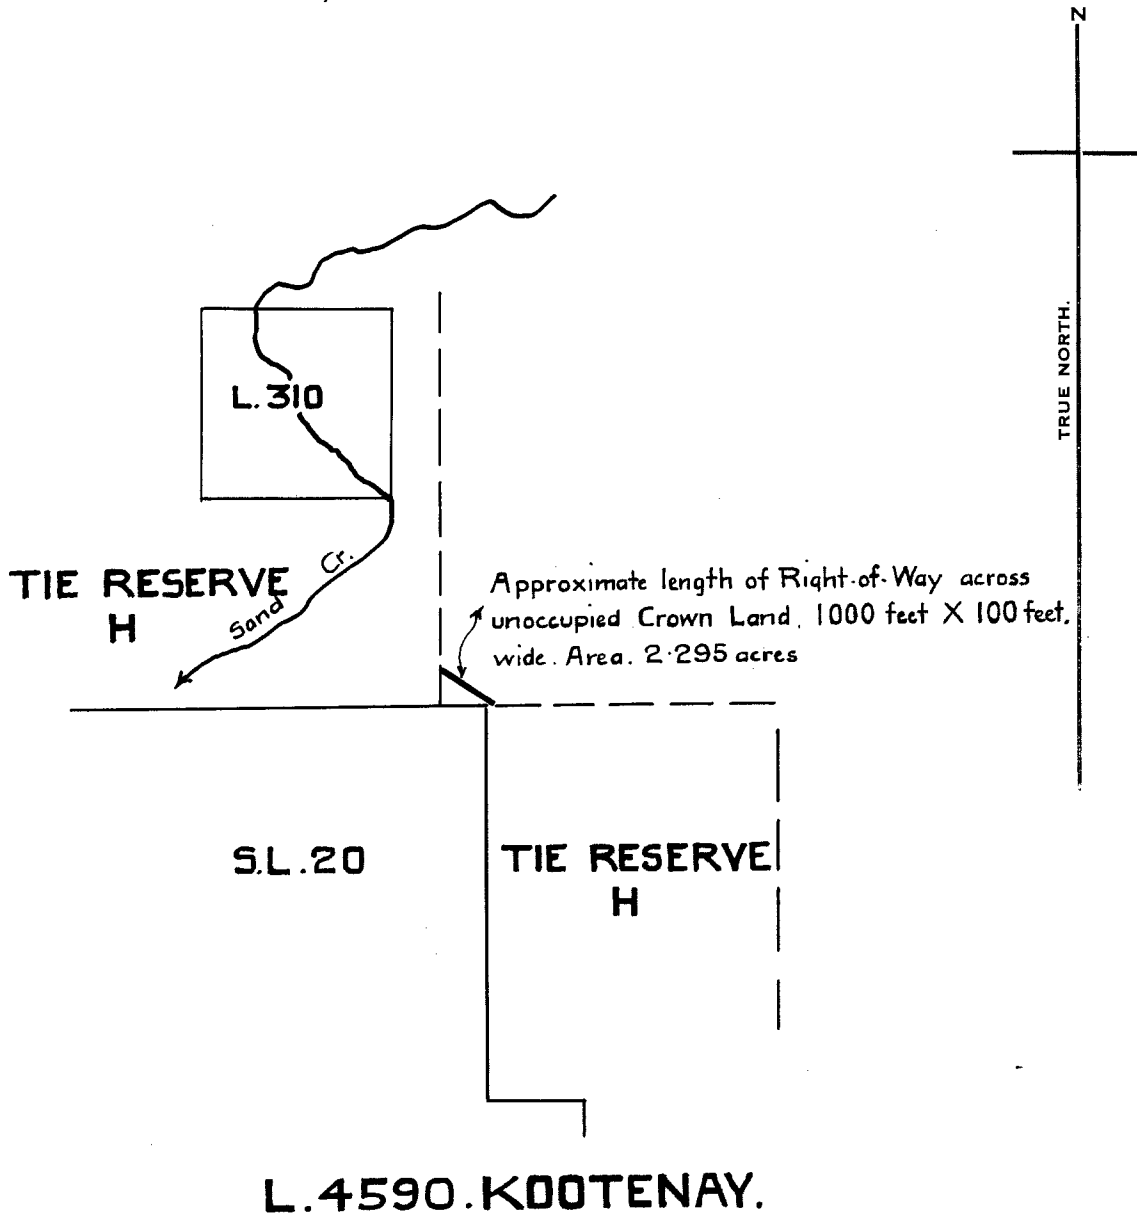 N
TRUE NORTH.
L.310
TIE RESERVE
H
Sand Cr.
Approximate length of Right-of-Way across
unoccupied Crown Land, 1000 feet X 100 feet,
wide. Area. 2.295 acres
S.L.20
TIE RESERVE
H
L.4590.KOOTENAY.